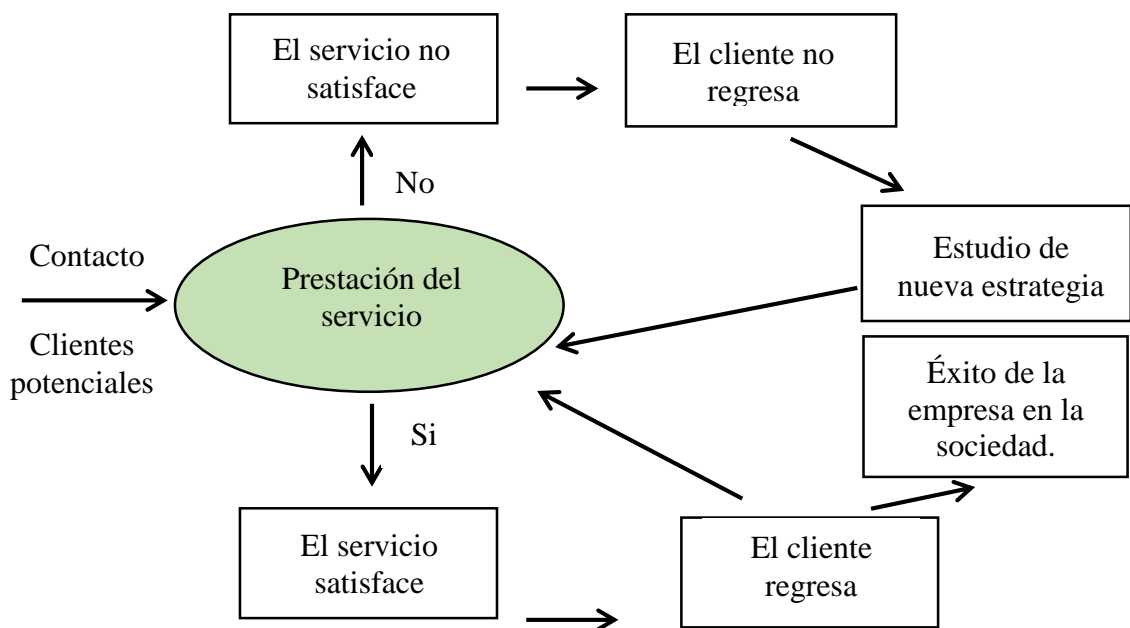 El servicio no
satisface
El cliente no
regresa
No
Contacto
Clientes
potenciales
Prestación del
servicio
Estudio de
nueva estrategia
Éxito de la
empresa en la
sociedad.
Si
El servicio
satisface
El cliente
regresa